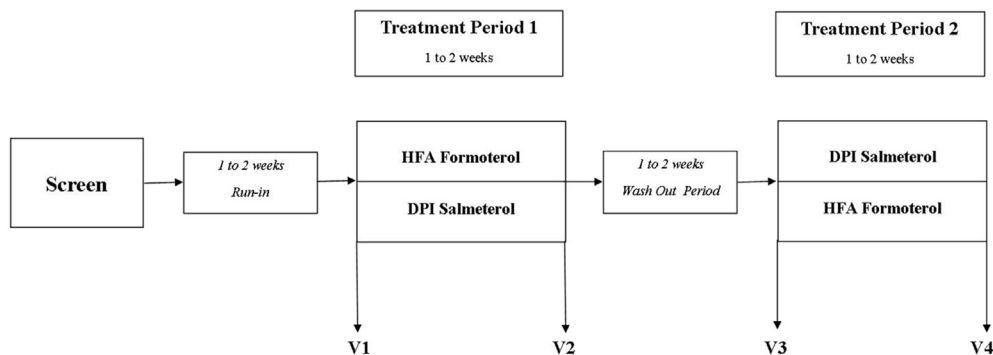 Treatment Period 1
1 to 2 weeks
Treatment Period 2
1 to 2 weeks
Screen
1 to 2 weeks
Run-in
HFA Formoterol
DPI Salmeterol
1 to 2 weeks
Wash Out Period
DPI Salmeterol
HFA Formoterol
V1
V2
V3
V4